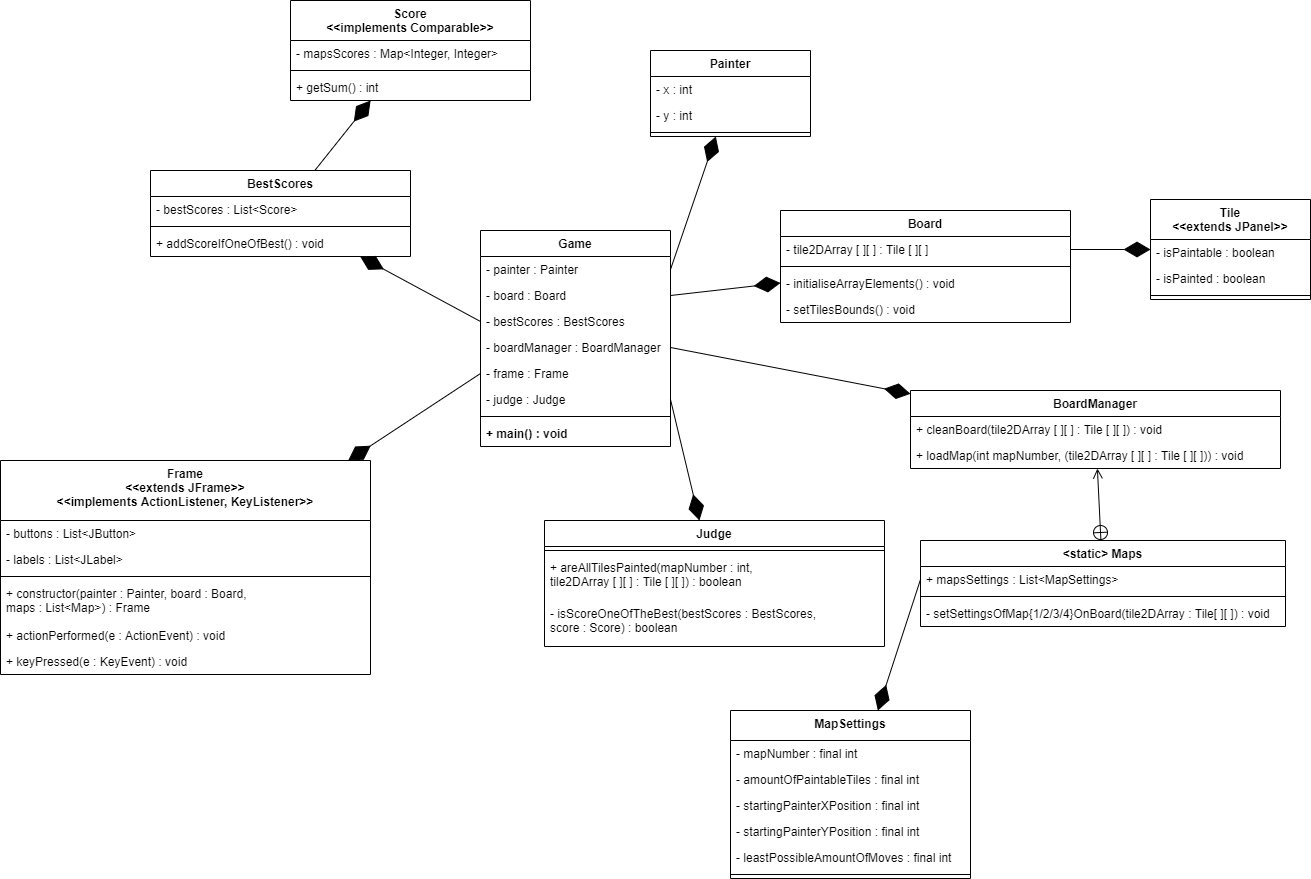 Score
<<implements Comparable>>
- mapsScores : Map<Integer, Integer>
+ getSum() : int
Painter
- x : int
- y : int
BestScores
- bestScores : List<Score>
+ addScoreIfOneOfBest() : void
Game
- painter : Painter
- board : Board
- bestScores : BestScores
- boardManager : BoardManager
- frame : Frame
- judge : Judge
+ main() : void
Board
- tile2DArray [ ][ ] : Tile [ ][ ]
- initialiseArrayElements() : void
- setTilesBounds() : void
Tile
<<extends JPanel>>
- isPaintable : boolean
- isPainted : boolean
BoardManager
+ cleanBoard(tile2DArray [ ][ ] : Tile [ ][ ]) : void
+ loadMap(int mapNumber, (tile2DArray [ ][ ] : Tile [ ][ ])) : void
Frame
<<extends JFrame>>
<<implements ActionListener, KeyListener>>
- buttons : List<JButton>
- labels : List<JLabel>
+ constructor(painter : Painter, board : Board,
maps : List<Map>) : Frame
+ actionPerformed(e : ActionEvent) : void
+ keyPressed(e : KeyEvent) : void
Judge
+ areAllTilesPainted(mapNumber : int,
tile2DArray [ ][ ] : Tile [ ][ ]) : boolean
- isScoreOneOfTheBest(bestScores : BestScores,
score : Score) : boolean
<static> Maps
+ mapsSettings : List<MapSettings>
- setSettingsOfMap{1/2/3/4}OnBoard(tile2DArray : Tile[ ][ ]) : void
MapSettings
- mapNumber : final int
- amountOfPaintableTiles : final int
- startingPainterXPosition : final int
- startingPainterYPosition : final int
- leastPossibleAmountOfMoves : final int